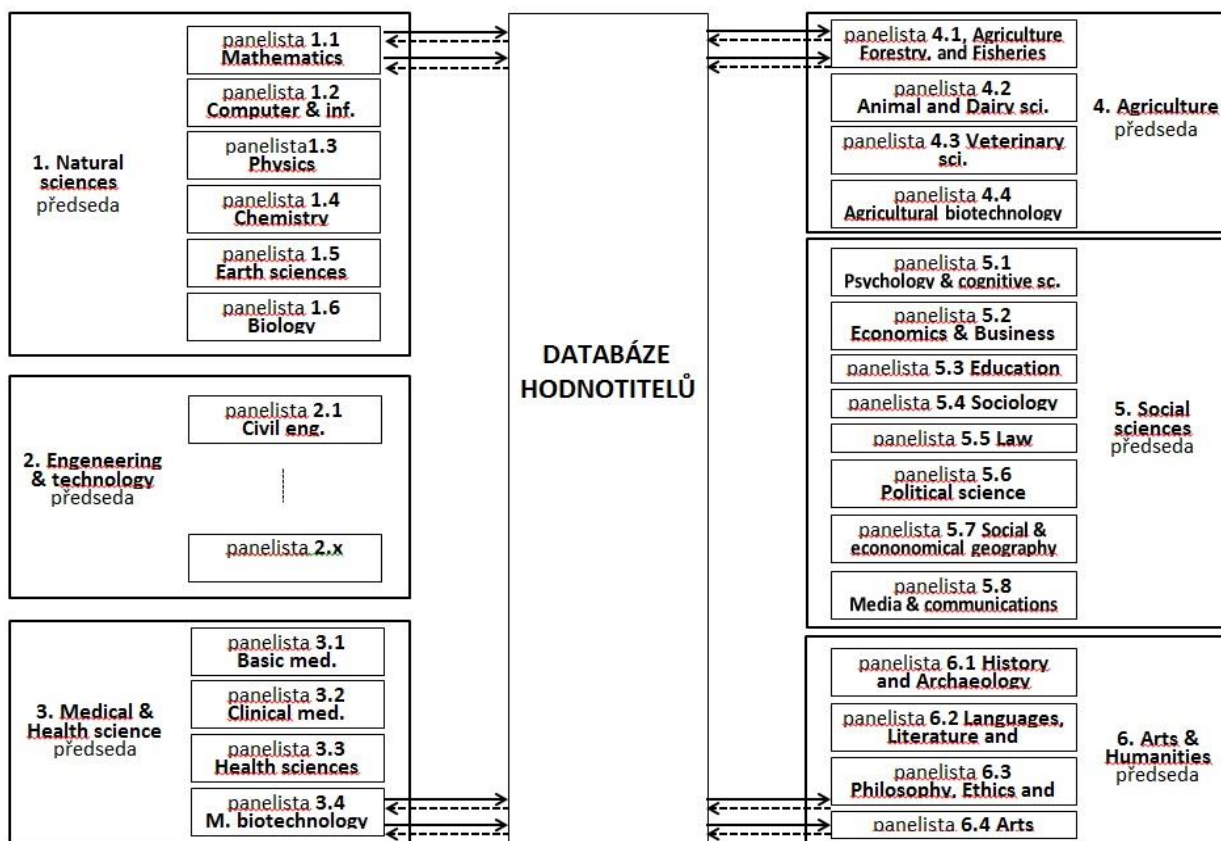 1. Natural
sciences
předseda
panelista 1.1
Mathematics
panelista 1.2
Computer & inf.
panelista1.3
Physics
panelista 1.4
Chemistry
panelista 1.5
Earth sciences
panelista 1.6
Biology
2. Engeneering
& technology
předseda
panelista 2.1
Civil eng.
panelista 2.x
3. Medical &
Health science
předseda
panelista 3.1
Basic med.
panelista 3.2
Clinical med.
panelista 3.3
Health sciences
panelista 3.4
M. biotechnology
DATABÁZE
HODNOTITELŮ
panelista 4.1, Agriculture
Forestry, and Fisheries
panelista 4.2
Animal and Dairy sci.
panelista 4.3 Veterinary
sci.
panelista 4.4
Agricultural biotechnology
4. Agriculture
předseda
panelista 5.1
Psychology & cognitive sc.
panelista 5.2
Economics & Business
panelista 5.3 Education
panelista 5.4 Sociology
panelista 5.5 Law
panelista 5.6
Political science
panelista 5.7 Social &
econonomical geography
panelista 5.8
Media & communications
5. Social
sciences
předseda
panelista 6.1 History
and Archaeology
panelista 6.2 Languages,
Literature and
panelista 6.3
Philosophy, Ethics and
panelista 6.4 Arts
6. Arts &
Humanities
předseda